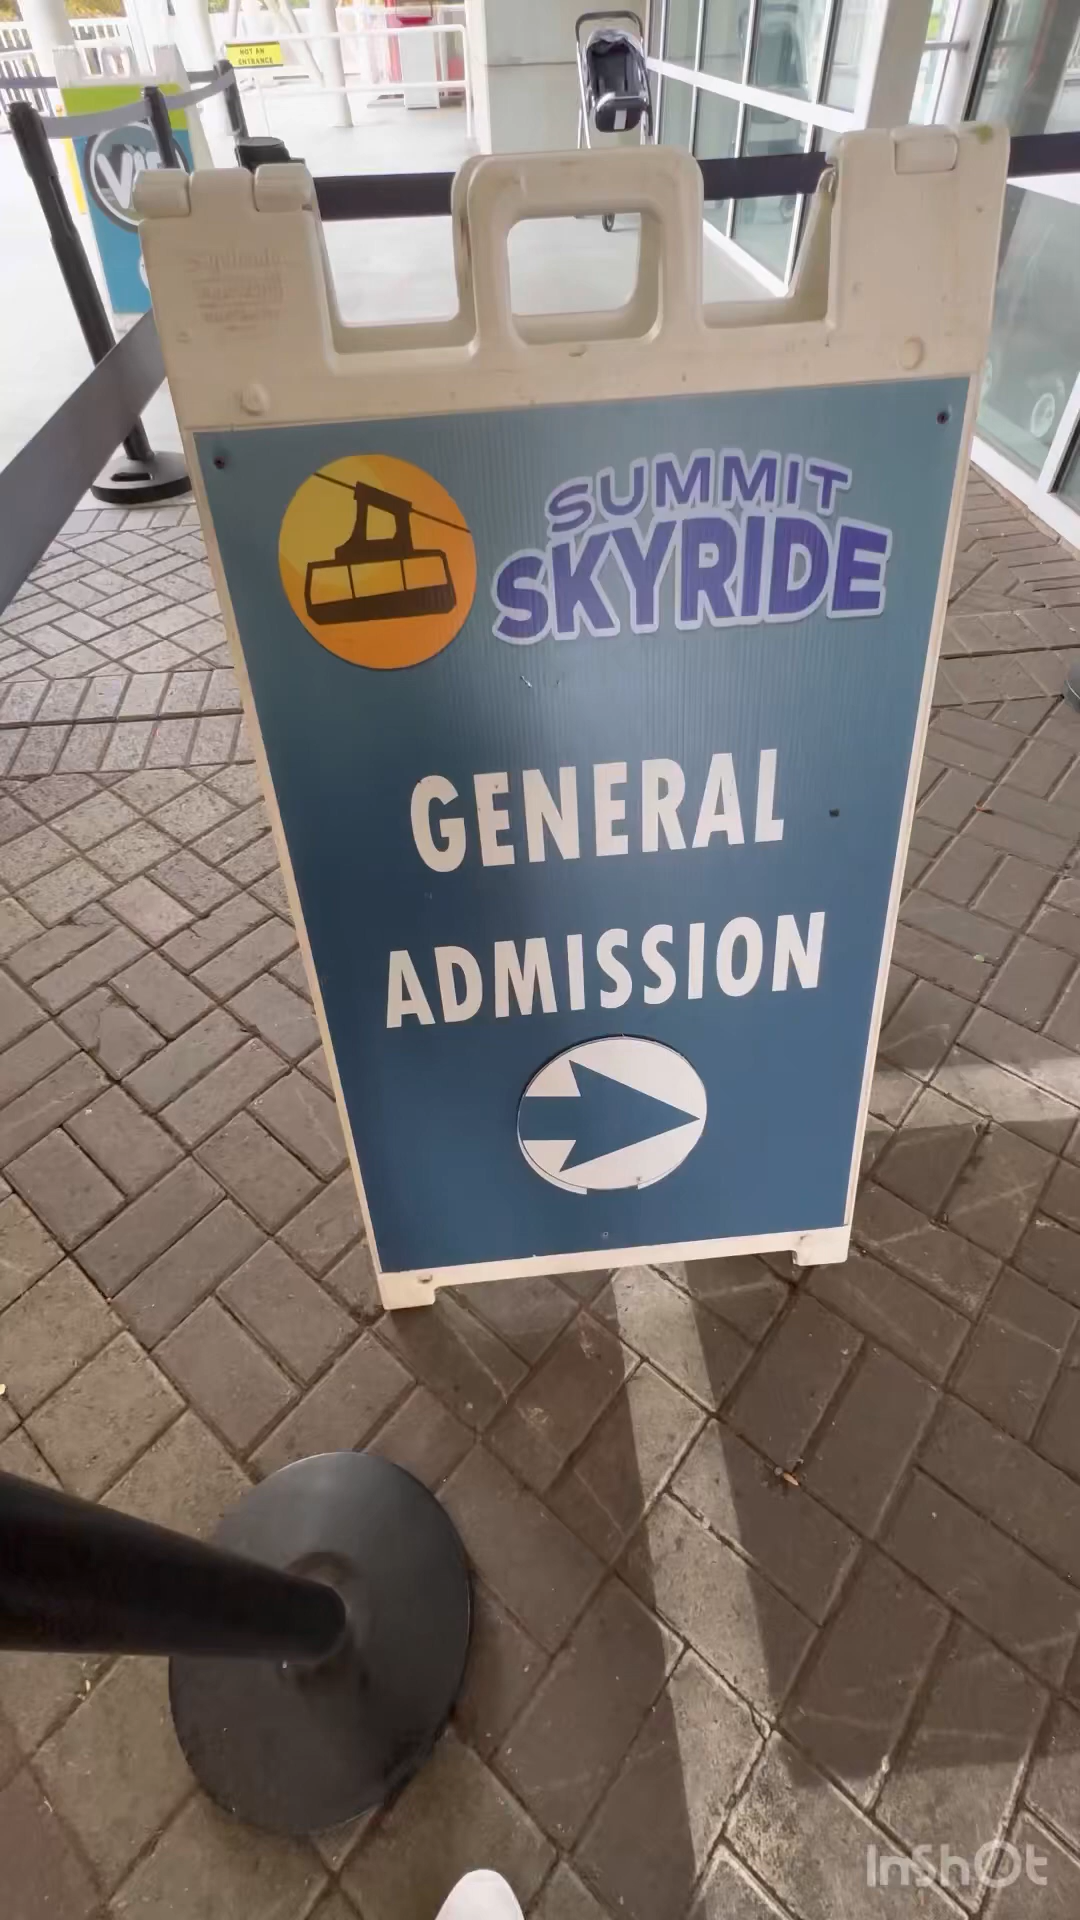 NOT AN
ENTRANCE
SUMMIT
SKYRIDE
GENERAL
ADMISSION
InShOt